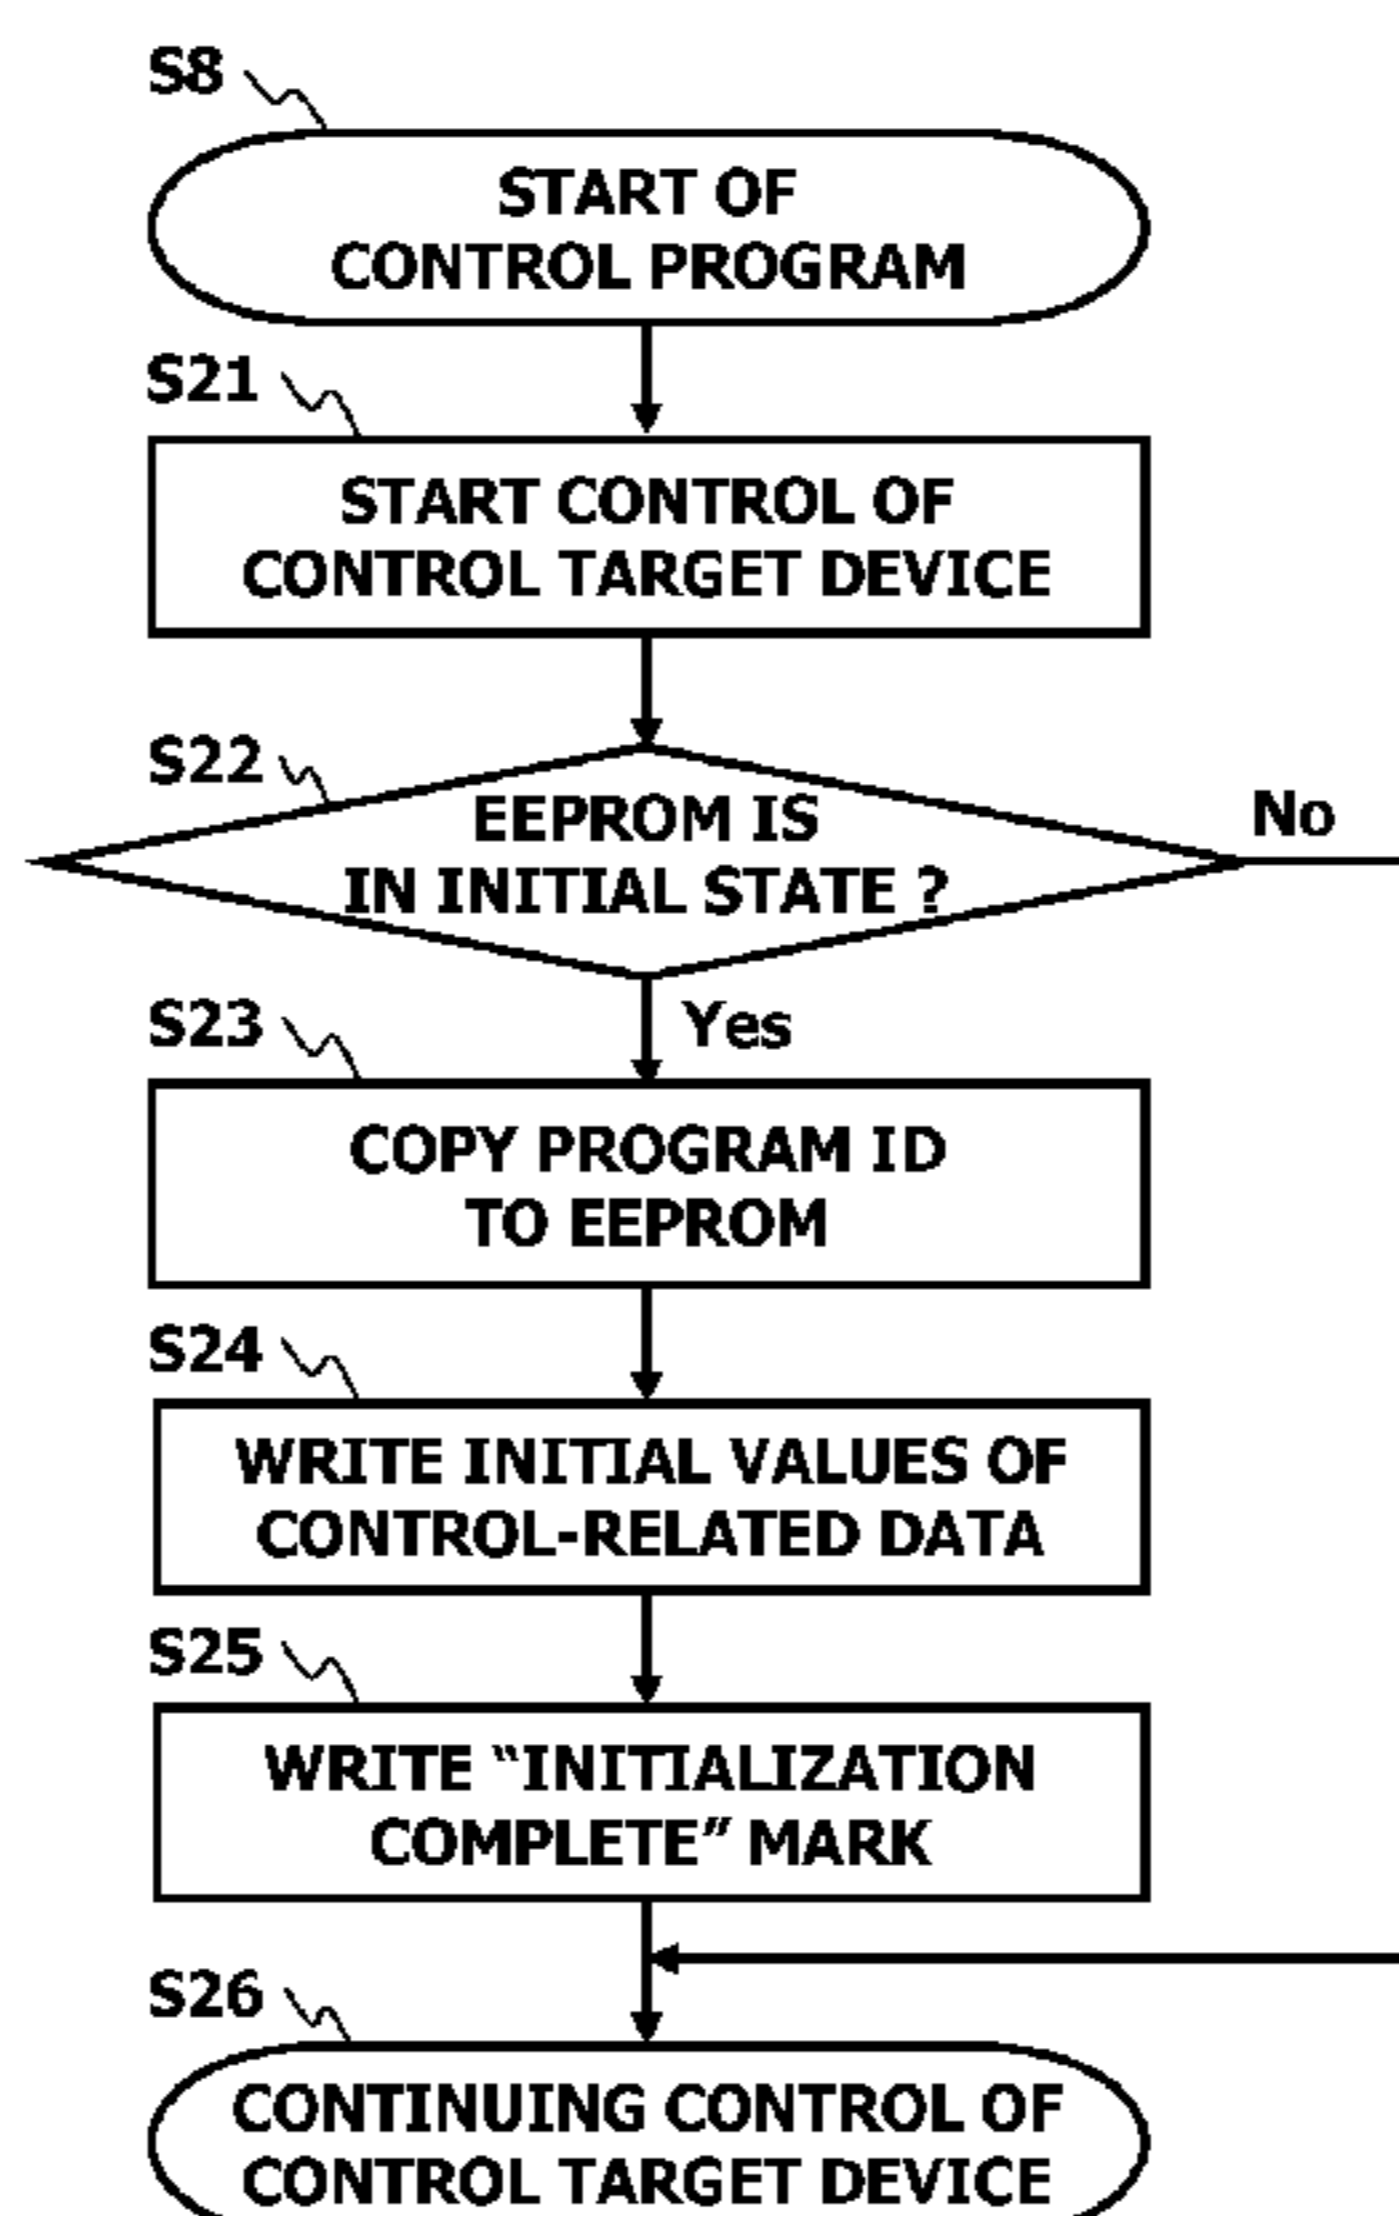 S8
START OF
CONTROL PROGRAM
S21
START CONTROL OF
CONTROL TARGET DEVICE
S22
EEPROM IS
IN INITIAL STATE ?
No
Yes
S23
COPY PROGRAM ID
TO EEPROM
S24
WRITE INITIAL VALUES OF
CONTROL-RELATED DATA
S25
WRITE “INITIALIZATION
COMPLETE” MARK
S26
CONTINUING CONTROL OF
CONTROL TARGET DEVICE